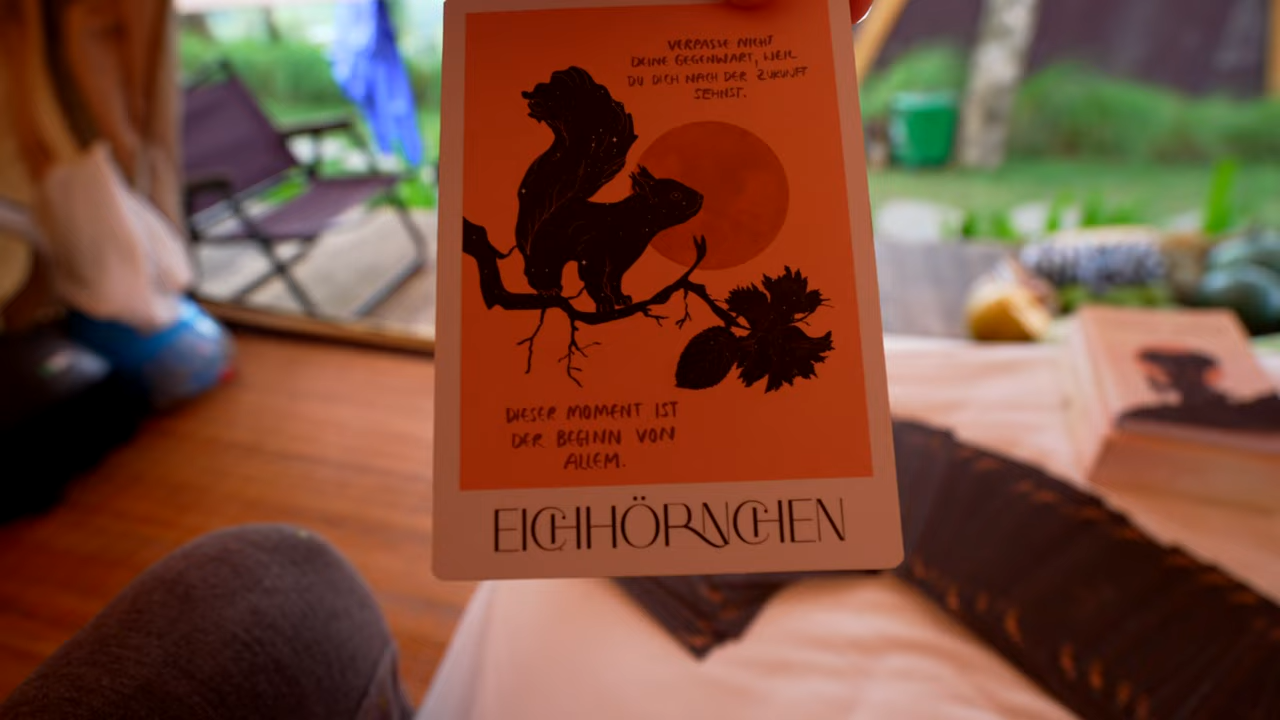 VERPASSE NICHT
DEINE GEGENWART, WEIL
DU DICH NACH DER ZUKUNFT
SEHNST.
DIESER MOMENT IST
DER BEGINN VON
ALLEM.
EICHHÖRNCHEN